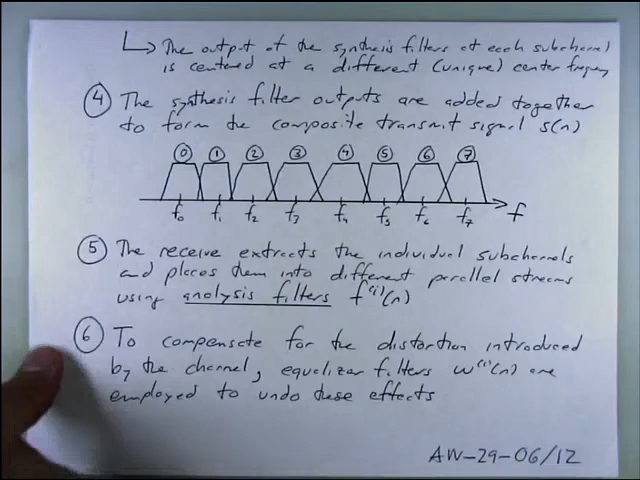 The output of the synthesis filters at each subchannel
is centered at a different (unique) center frequency
4 The synthesis filter outputs are added together
to form the composite transmit signal s(n)
0 1 2 3 4 5 6 7
f0 f1 f2 f3 f4 f5 f6 f7 f
5 The receive extracts the individual subchannels
and places them into different parallel streams
using analysis filters f(i)(n)
6 To compensate for the distortion introduced
by the channel, equalizer filters w(i)(n) are
employed to undo these effects
AW-29-06/12